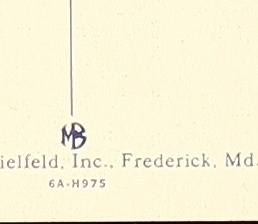 MB
ielfeld, Inc., Frederick, Md.
6A-H975